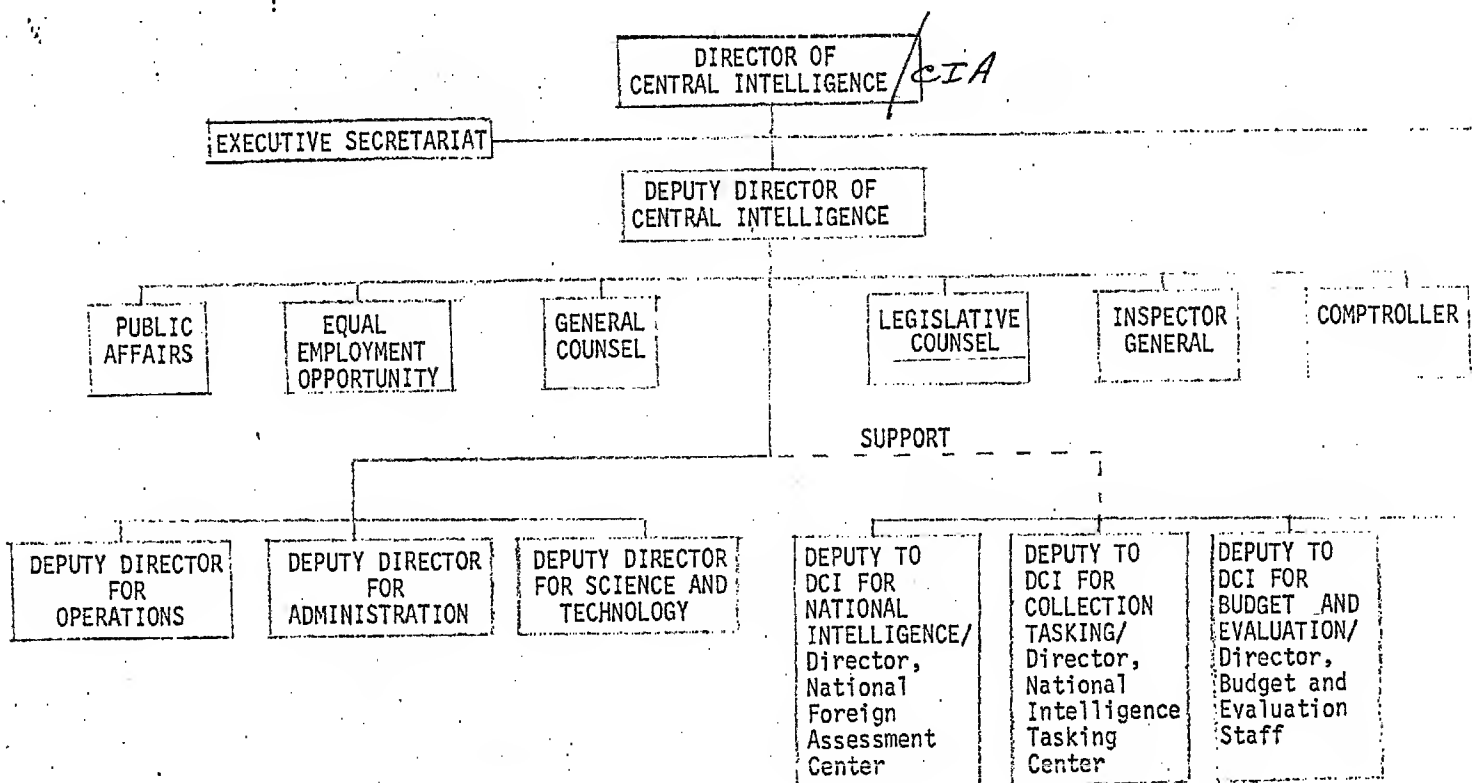 DIRECTOR OF
CENTRAL INTELLIGENCE /CIA
EXECUTIVE SECRETARIAT
DEPUTY DIRECTOR OF
CENTRAL INTELLIGENCE
PUBLIC
AFFAIRS
EQUAL
EMPLOYMENT
OPPORTUNITY
GENERAL
COUNSEL
LEGISLATIVE
COUNSEL
INSPECTOR
GENERAL
COMPTROLLER
SUPPORT
DEPUTY DIRECTOR
FOR
OPERATIONS
DEPUTY DIRECTOR
FOR
ADMINISTRATION
DEPUTY DIRECTOR
FOR SCIENCE AND
TECHNOLOGY
DEPUTY TO
DCI FOR
NATIONAL
INTELLIGENCE/
Director,
National
Foreign
Assessment
Center
DEPUTY TO
DCI FOR
COLLECTION
TASKING/
Director,
National
Intelligence
Tasking
Center
DEPUTY TO
DCI FOR
BUDGET AND
EVALUATION/
Director,
Budget and
Evaluation
Staff